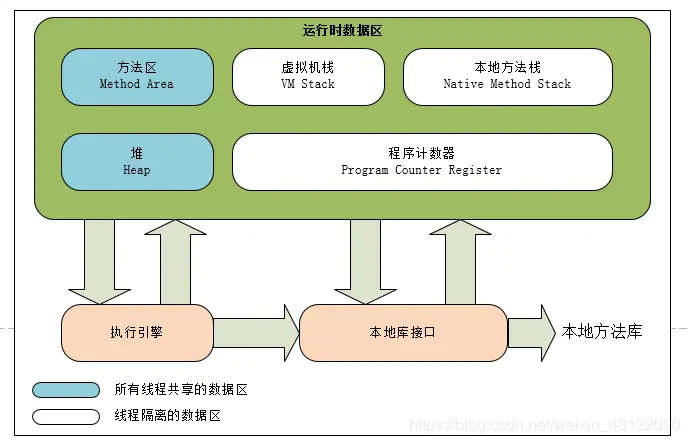 运行时数据区
方法区
Method Area
虚拟机栈
VM Stack
本地方法栈
Native Method Stack
堆
Heap
程序计数器
Program Counter Register
执行引擎
本地库接口
本地方法库
所有线程共享的数据区
线程隔离的数据区
https://blog.csdn.net/weixin_43122090